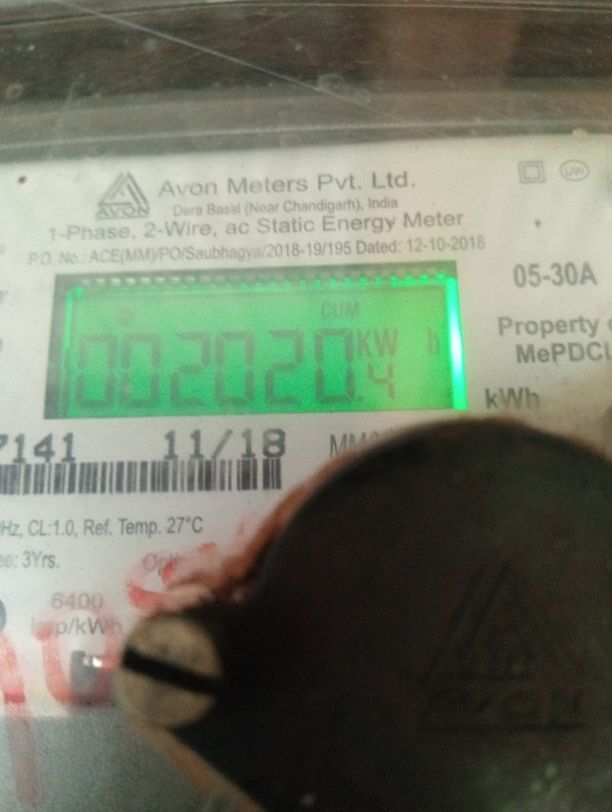 AVON
Avon Meters Pvt. Ltd.
Dera Bassi (Near Chandigarh), India
1-Phase, 2-Wire, ac Static Energy Meter
P.O. No.: ACE(MM)/PO/Saubhagya/2018-19/195 Dated: 12-10-2018
05-30A
CUM
002020.4 KW h
Property
MePDCL
kWh
7141 11/18
Hz, CL:1.0, Ref. Temp. 27°C
3Yrs.
6400
imp/kWh
AVON